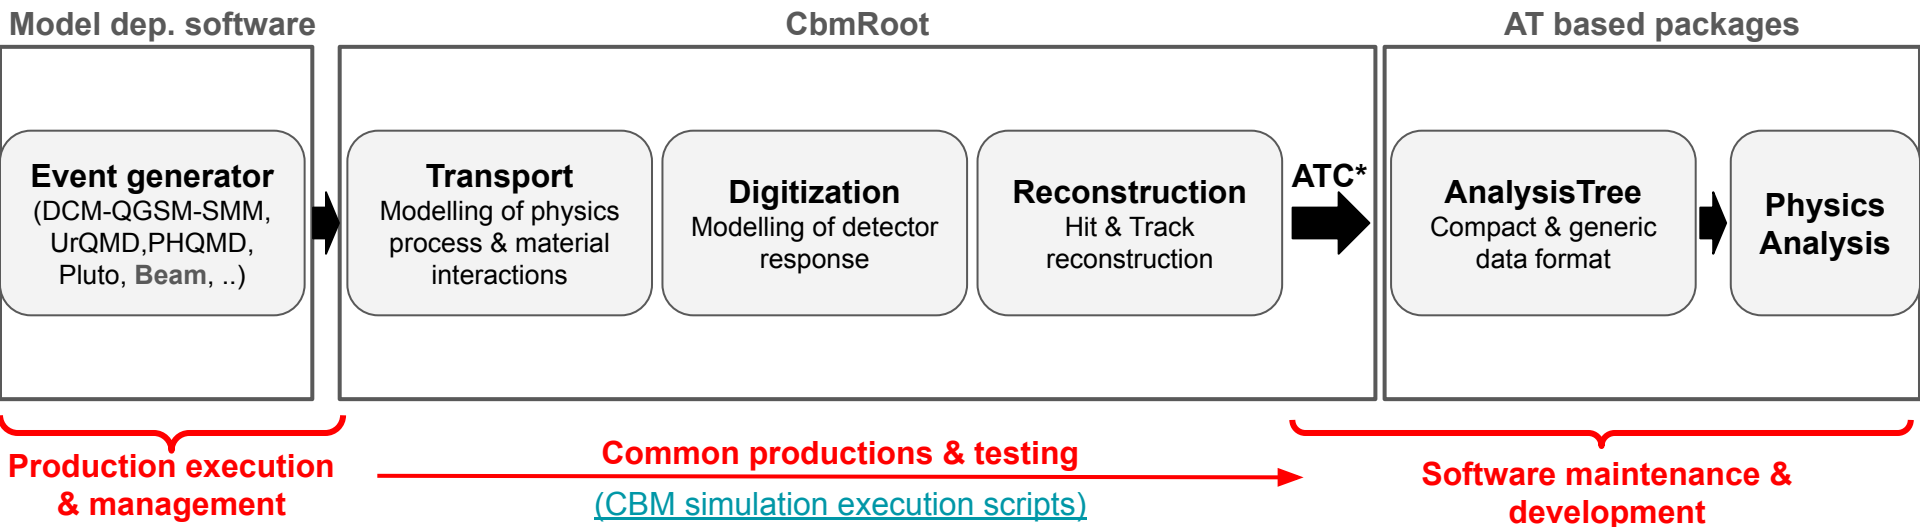 Model dep. software
CbmRoot
AT based packages
Event generator
(DCM-QGSM-SMM,
UrQMD,PHQMD,
Pluto, Beam, ..)
Transport
Modelling of physics
process & material
interactions
Digitization
Modelling of detector
response
Reconstruction
Hit & Track
reconstruction
ATC*
AnalysisTree
Compact & generic
data format
Physics
Analysis
Production execution
& management
Common productions & testing
(CBM simulation execution scripts)
Software maintenance &
development